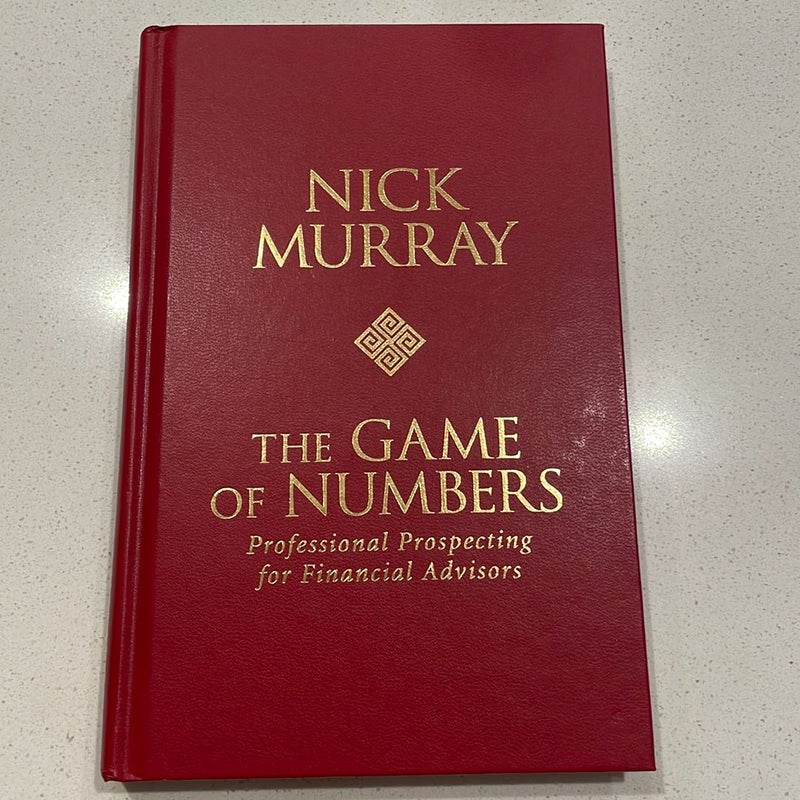 NICK
MURRAY
THE GAME
OF NUMBERS
Professional Prospecting
for Financial Advisors